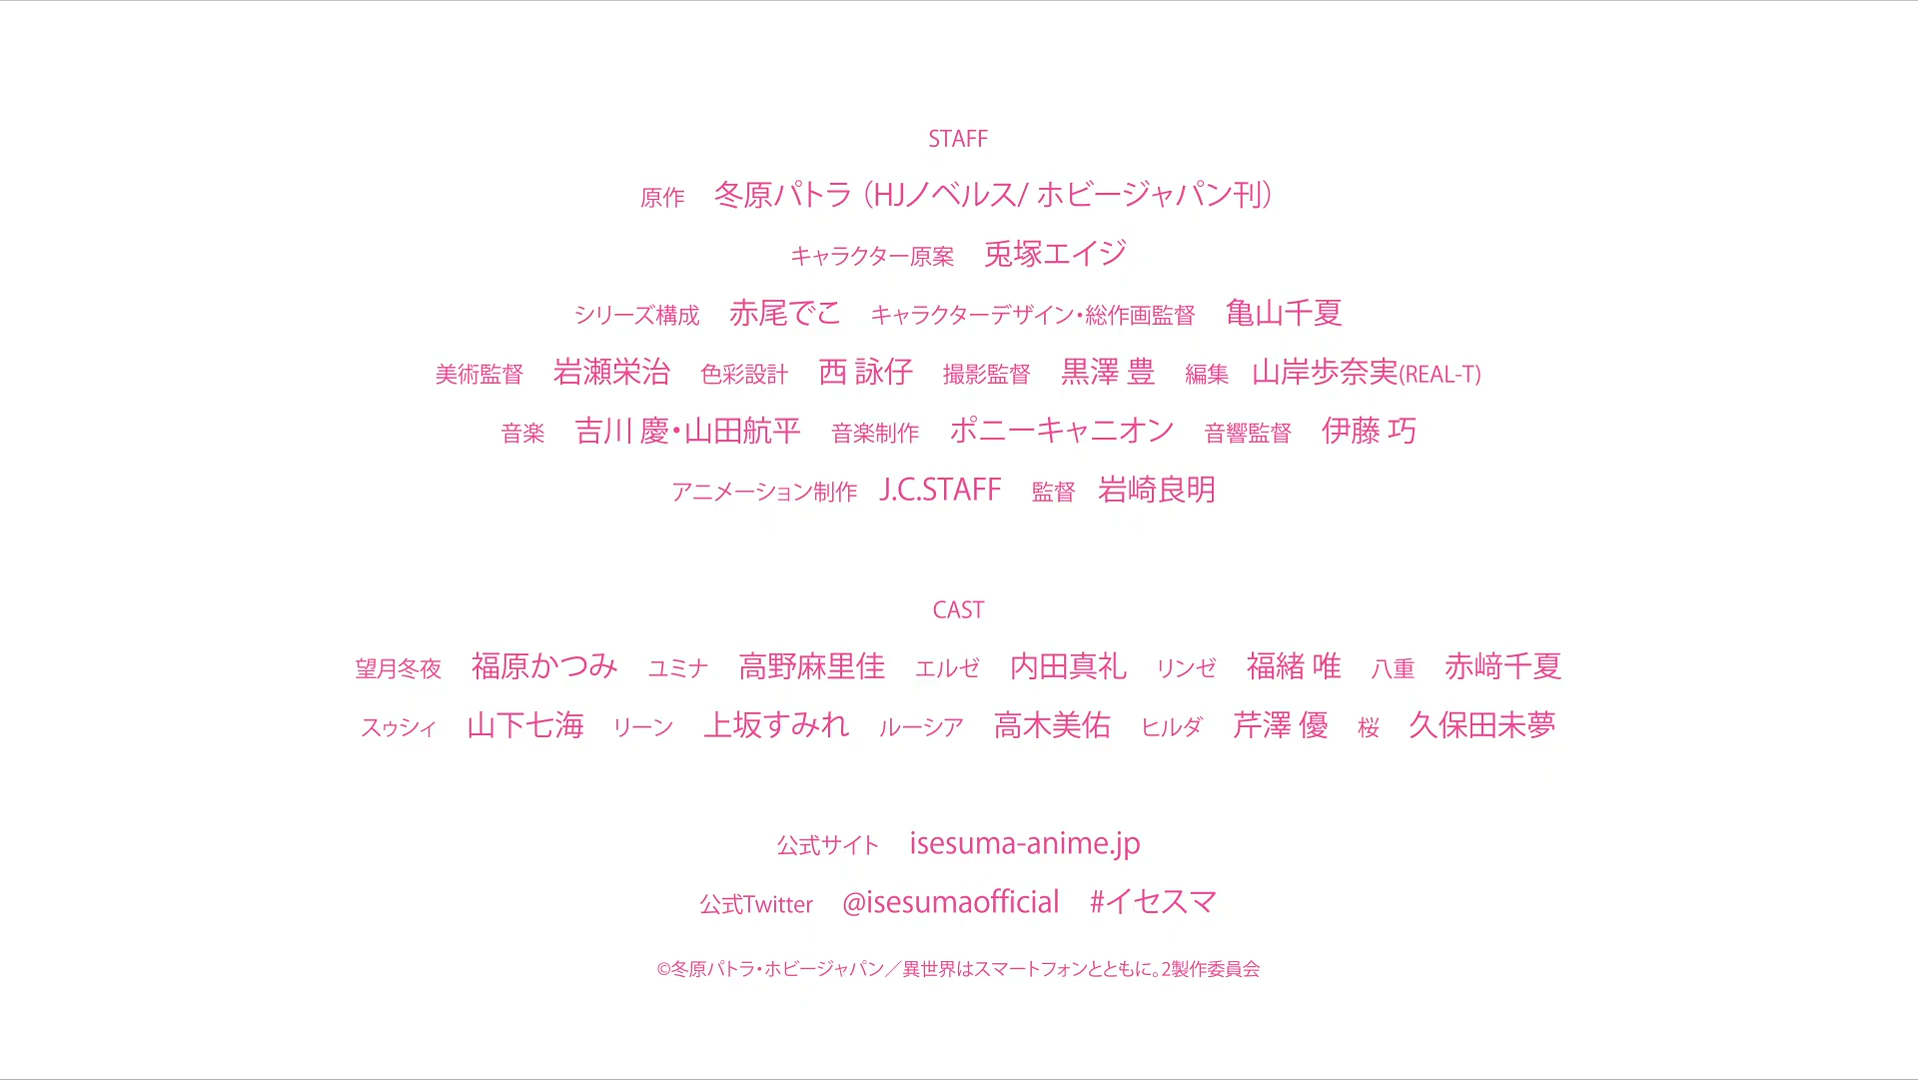 STAFF
原作 冬原パトラ（HJノベルス/ ホビージャパン刊）
キャラクター原案 兎塚エイジ
シリーズ構成 赤尾でこ キャラクターデザイン・総作画監督 亀山千夏
美術監督 岩瀬栄治 色彩設計 西 詠仔 撮影監督 黒澤 豊 編集 山岸歩奈実(REAL-T)
音楽 吉川 慶・山田航平 音楽制作 ポニーキャニオン 音響監督 伊藤 巧
アニメーション制作 J.C.STAFF 監督 岩崎良明
CAST
望月冬夜 福原かつみ ユミナ 高野麻里佳 エルゼ 内田真礼 リンゼ 福緒 唯 八重 赤﨑千夏
スゥシィ 山下七海 リーン 上坂すみれ ルーシア 高木美佑 ヒルダ 芹澤 優 桜 久保田未夢
公式サイト isesuma-anime.jp
公式Twitter @isesumaofficial #イセスマ
©冬原パトラ・ホビージャパン／異世界はスマートフォンとともに。2製作委員会